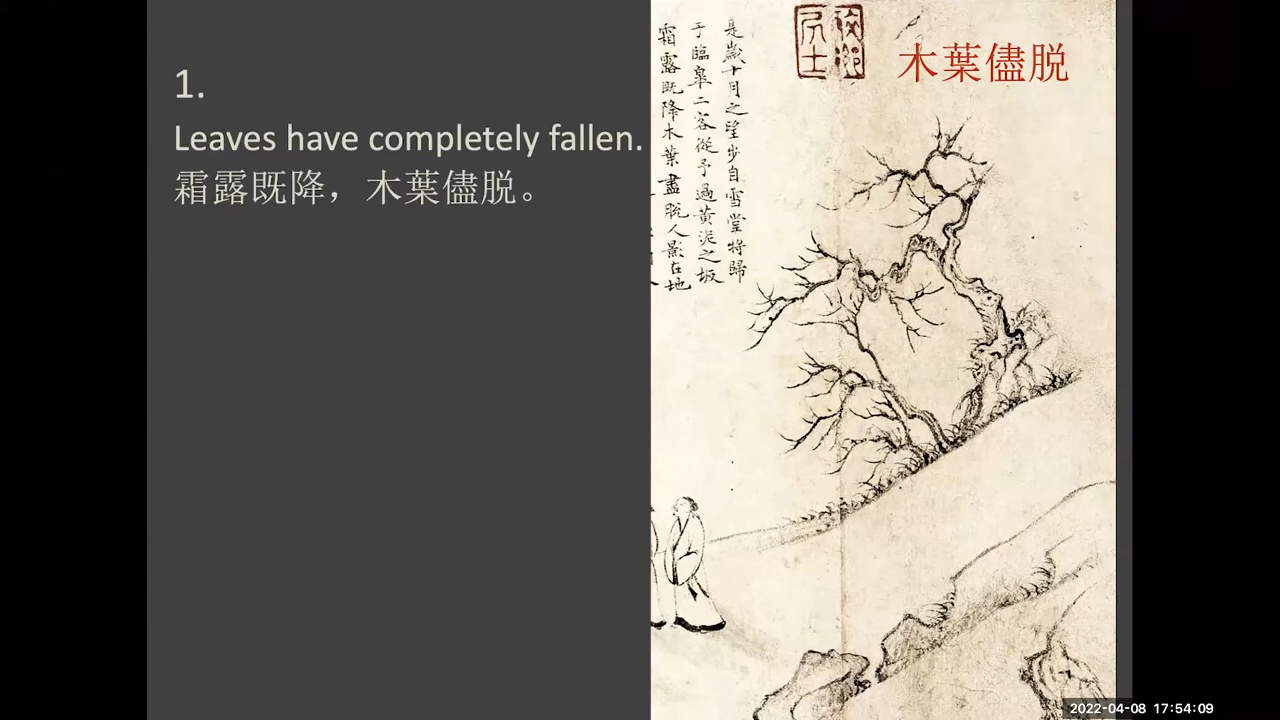 1.
Leaves have completely fallen.
霜露既降，木葉儘脱。
木葉儘脱
是歲十月之望步自雪堂將歸
于臨皋二客從予過黃泥之坂
霜露既降木葉盡脫人影在地
2022-04-08 17:54:09